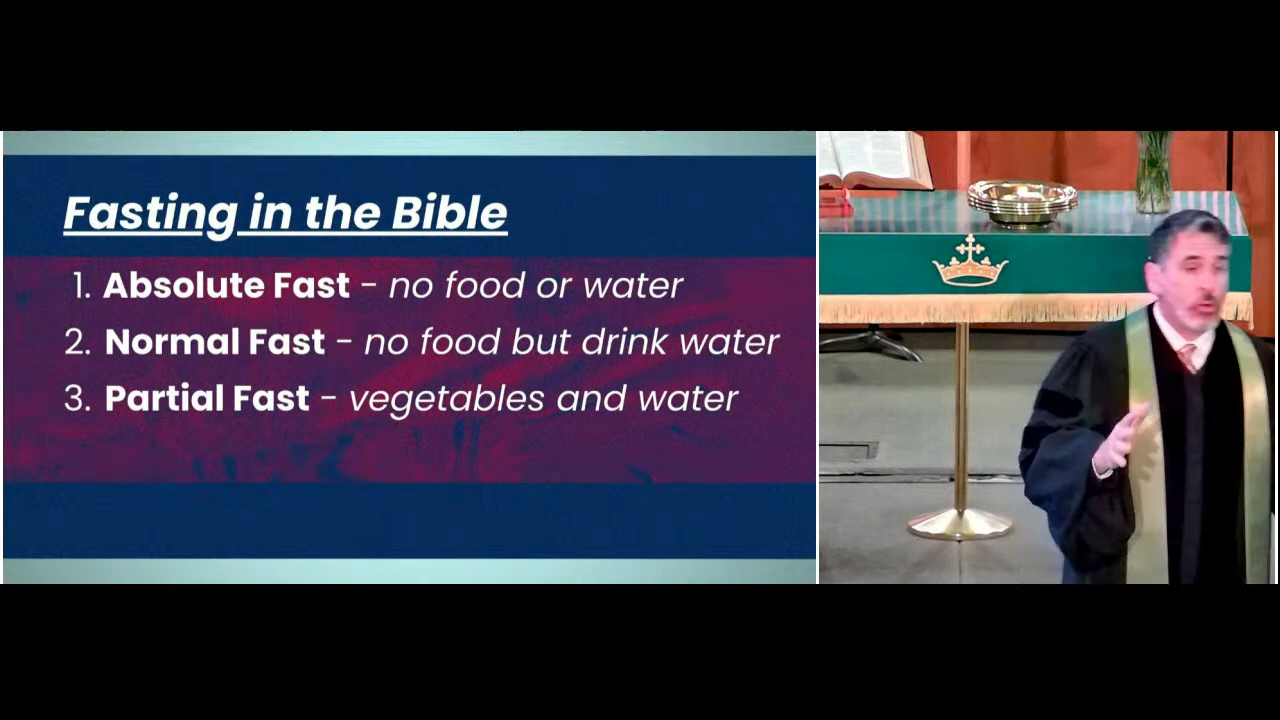 Fasting in the Bible
1. Absolute Fast - no food or water
2. Normal Fast - no food but drink water
3. Partial Fast - vegetables and water